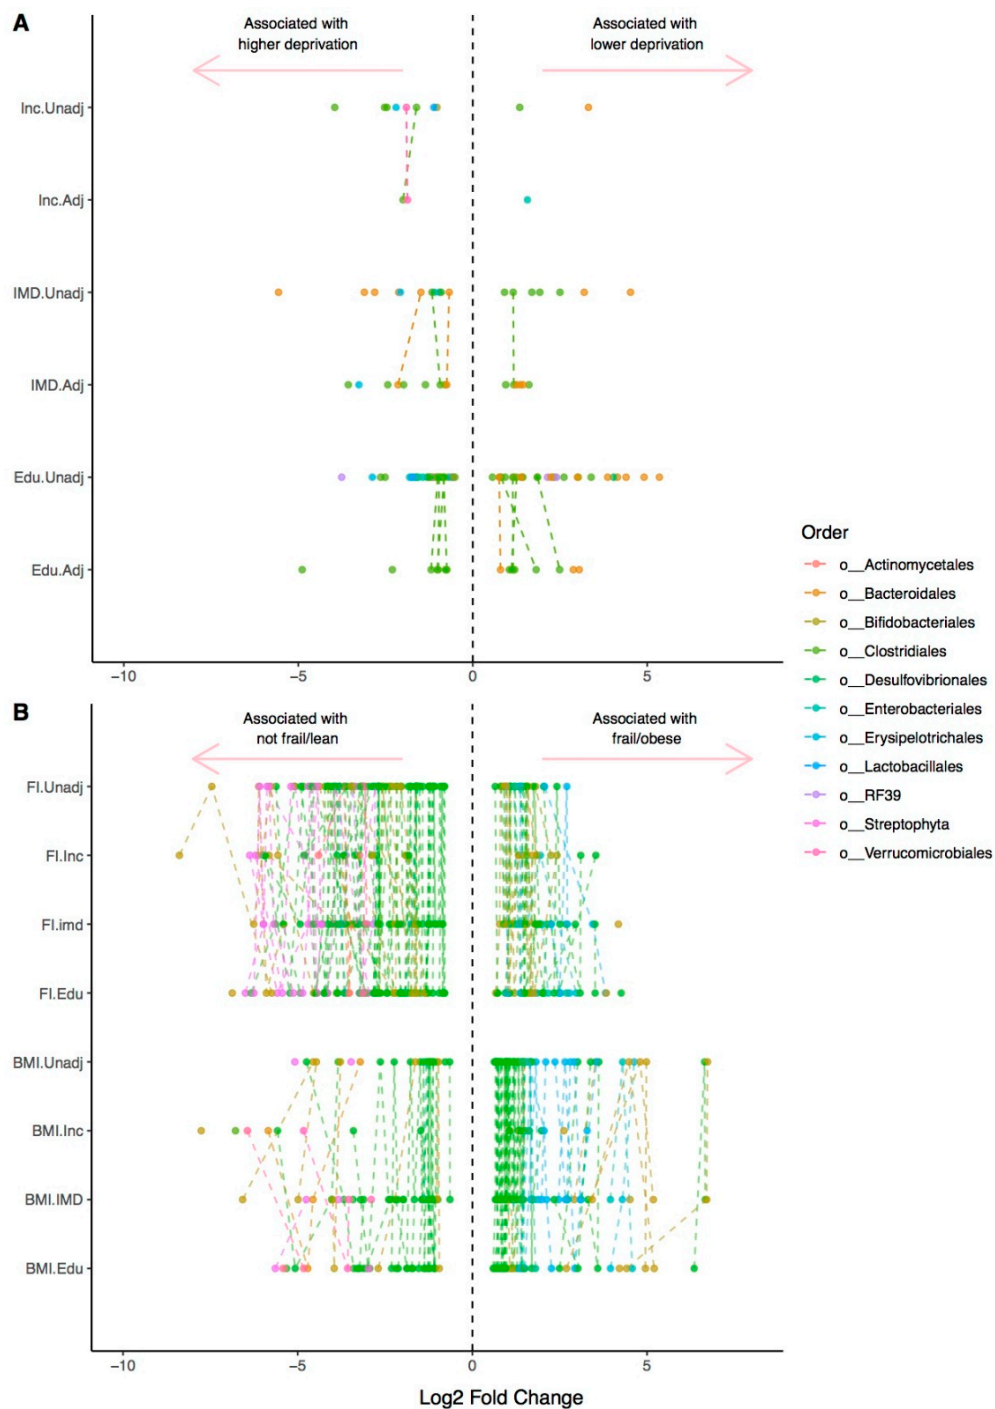 A
Associated with
higher deprivation
Associated with
lower deprivation
Inc.Unadj
Inc.Adj
IMD.Unadj
IMD.Adj
Edu.Unadj
Edu.Adj
-10
-5
0
5
Order
o__Actinomycetales
o__Bacteroidales
o__Bifidobacteriales
o__Clostridiales
o__Desulfovibrionales
o__Enterobacteriales
o__Erysipelotrichales
o__Lactobacillales
o__RF39
o__Streptophyta
o__Verrucomicrobiales
B
Associated with
not frail/lean
Associated with
frail/obese
FI.Unadj
FI.Inc
FI.imd
FI.Edu
BMI.Unadj
BMI.Inc
BMI.IMD
BMI.Edu
-10
-5
0
5
Log2 Fold Change